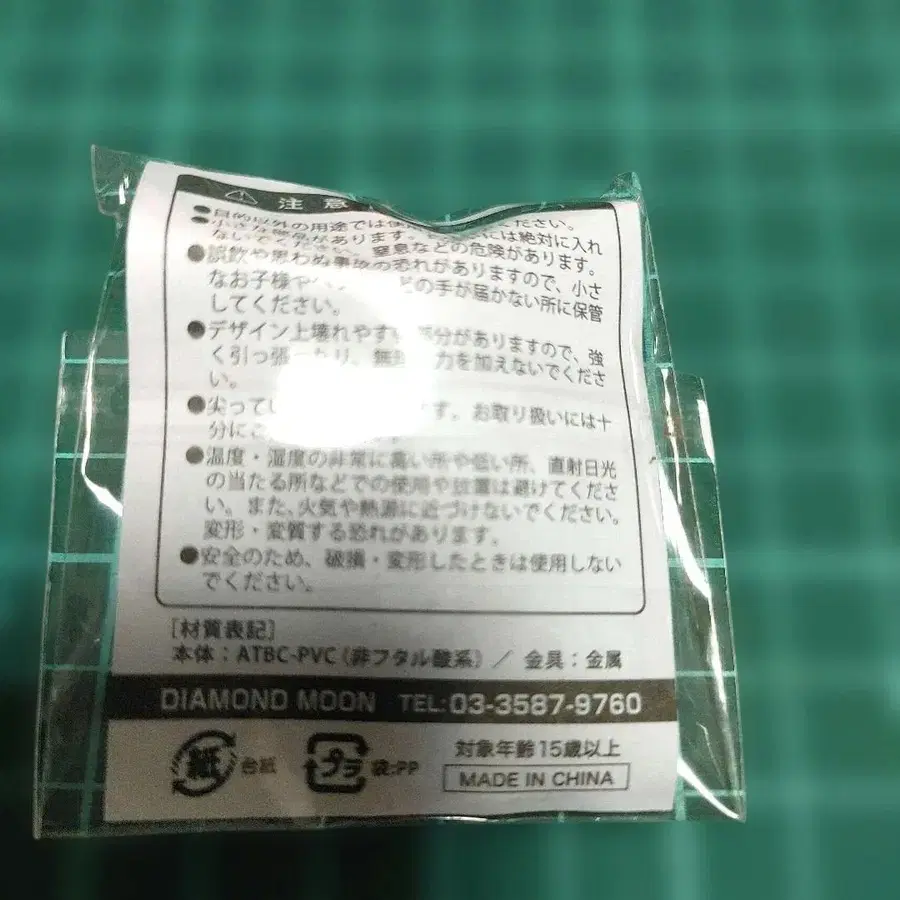 注意
●目的以外の用途では使 ください。
●小さな部品があります。 には絶対に入れ
ないでください。窒息などの危険があります。
●誤飲や思わぬ事故の恐れがありますので、小さ
なお子様や の手が届かない所に保管
してください。
●デザイン上壊れやすい部分がありますので、強
く引っ張ったり、無理 力を加えないでくださ
い。
●尖ってい す。お取り扱いには十
分にご
●温度・湿度の非常に高い所や低い所、直射日光
の当たる所などでの使用や放置は避けてくださ
い。また、火気や熱源に近づけないでください。
変形・変質する恐れがあります。
●安全のため、破損・変形したときは使用しない
でください。
[材質表記]
本体:ATBC-PVC(非フタル酸系) / 金具:金属
DIAMOND MOON TEL:03-3587-9760
紙 台紙 プラ 袋:PP 対象年齢15歳以上
MADE IN CHINA